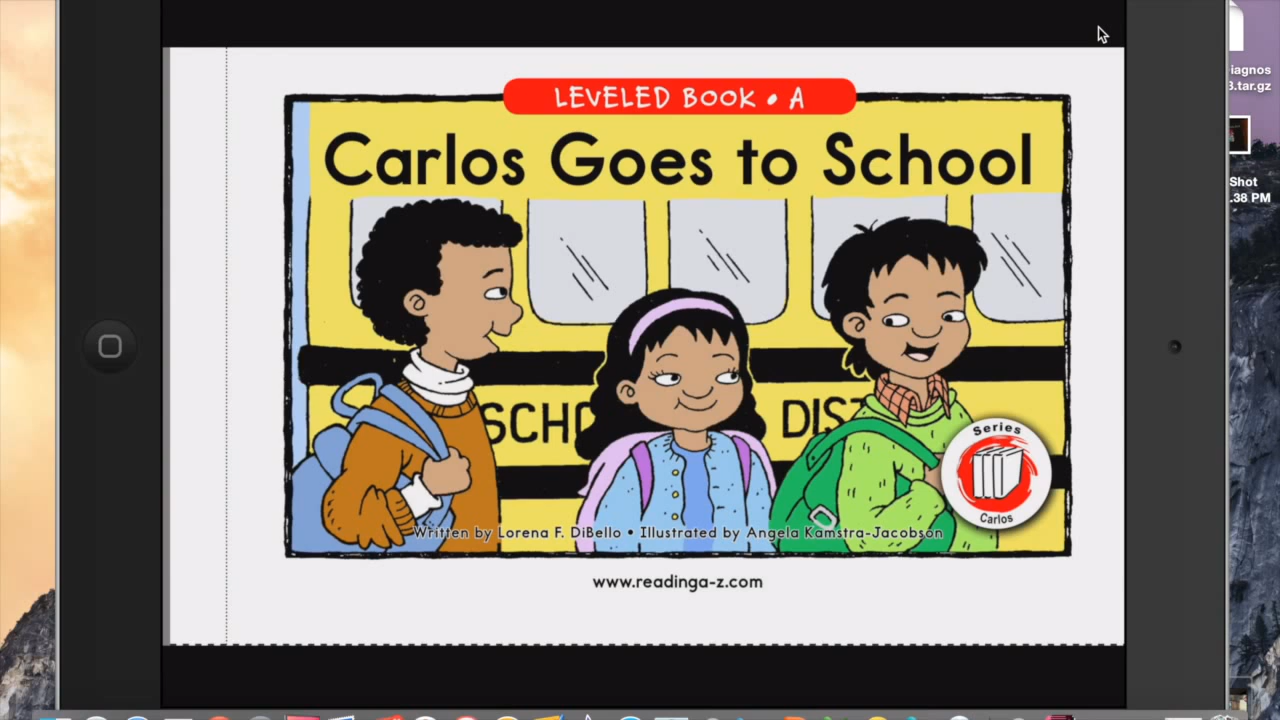 LEVELED BOOK • A
iagnos
3.tar.gz
Carlos Goes to School
Shot
.38 PM
SCHO DIST
Series
Carlos
Written by Lorena F. DiBello • Illustrated by Angela Kamstra-Jacobson
www.readinga-z.com